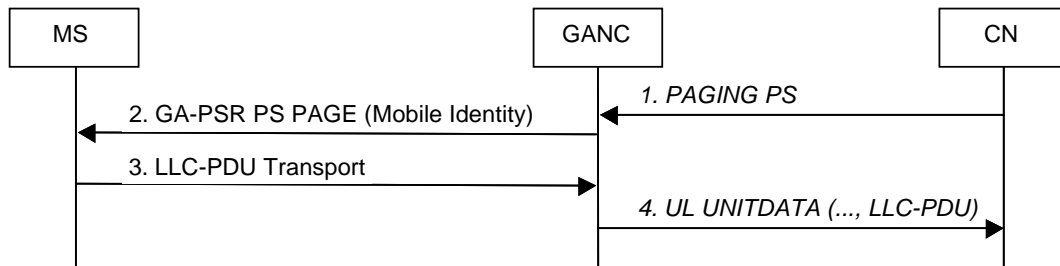 MS
GANC
CN
1. PAGING PS
2. GA-PSR PS PAGE (Mobile Identity)
3. LLC-PDU Transport
4. UL UNITDATA (..., LLC-PDU)